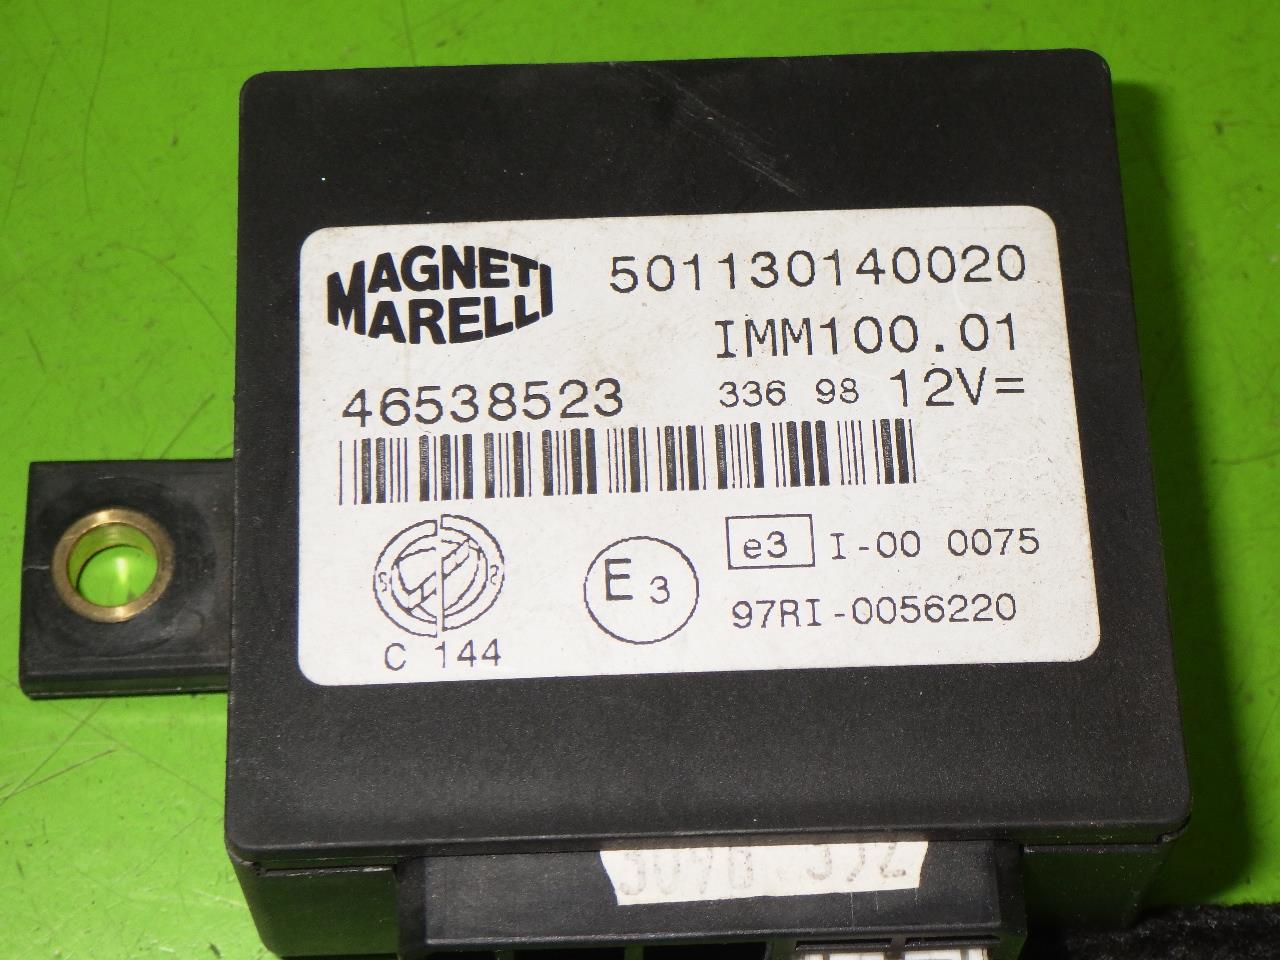 MAGNETI
MARELLI
501130140020
IMM100.01
46538523
336 98 12V=
e3 I-00 0075
E3
97RI-0056220
C 144